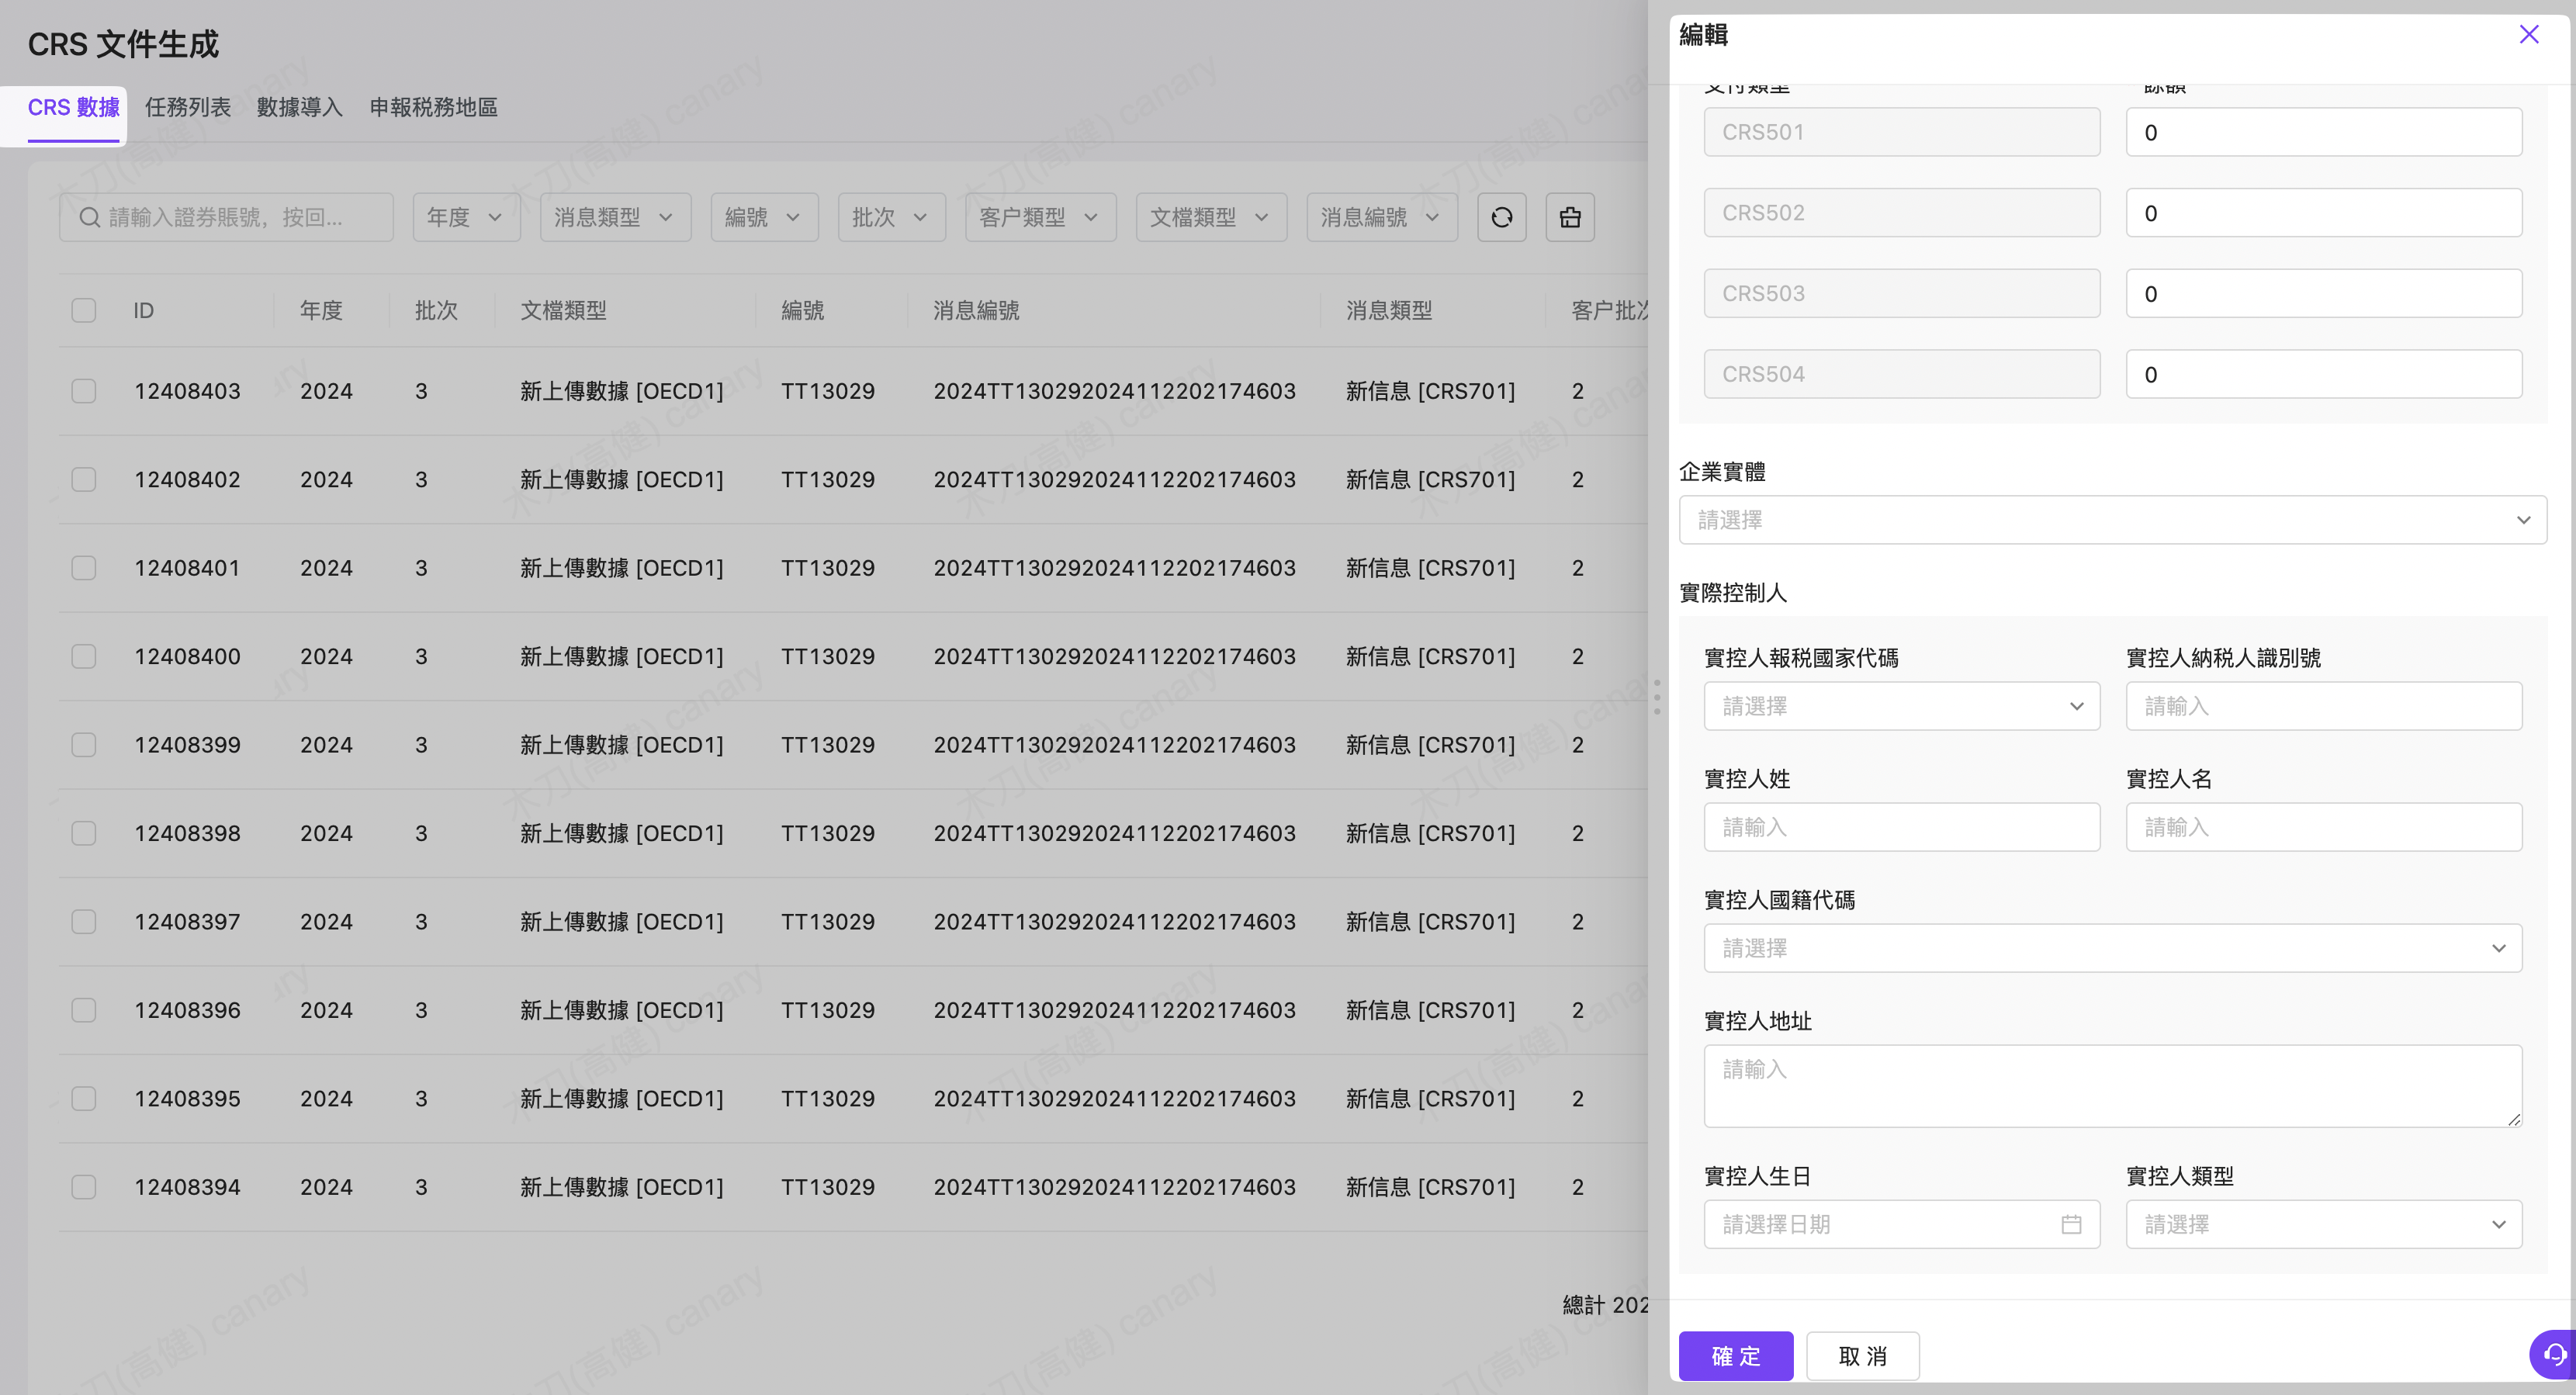 CRS 文件生成
CRS 數據 任務列表 數據導入 申報税務地區
請輸入證券賬號，按回... 年度 消息類型 編號 批次 客户類型 文檔類型 消息編號
ID 年度 批次 文檔類型 編號 消息編號 消息類型 客户批次
12408403 2024 3 新上傳數據 [OECD1] TT13029 2024TT130292024112202174603 新信息 [CRS701] 2
12408402 2024 3 新上傳數據 [OECD1] TT13029 2024TT130292024112202174603 新信息 [CRS701] 2
12408401 2024 3 新上傳數據 [OECD1] TT13029 2024TT130292024112202174603 新信息 [CRS701] 2
12408400 2024 3 新上傳數據 [OECD1] TT13029 2024TT130292024112202174603 新信息 [CRS701] 2
12408399 2024 3 新上傳數據 [OECD1] TT13029 2024TT130292024112202174603 新信息 [CRS701] 2
12408398 2024 3 新上傳數據 [OECD1] TT13029 2024TT130292024112202174603 新信息 [CRS701] 2
12408397 2024 3 新上傳數據 [OECD1] TT13029 2024TT130292024112202174603 新信息 [CRS701] 2
12408396 2024 3 新上傳數據 [OECD1] TT13029 2024TT130292024112202174603 新信息 [CRS701] 2
12408395 2024 3 新上傳數據 [OECD1] TT13029 2024TT130292024112202174603 新信息 [CRS701] 2
12408394 2024 3 新上傳數據 [OECD1] TT13029 2024TT130292024112202174603 新信息 [CRS701] 2
總計 202
木刀(高健) canary
編輯
支付類型 餘額
CRS501 0
CRS502 0
CRS503 0
CRS504 0
企業實體
請選擇
實際控制人
實控人報税國家代碼 實控人納税人識別號
請選擇 請輸入
實控人姓 實控人名
請輸入 請輸入
實控人國籍代碼
請選擇
實控人地址
請輸入
實控人生日 實控人類型
請選擇日期 請選擇
確 定 取 消